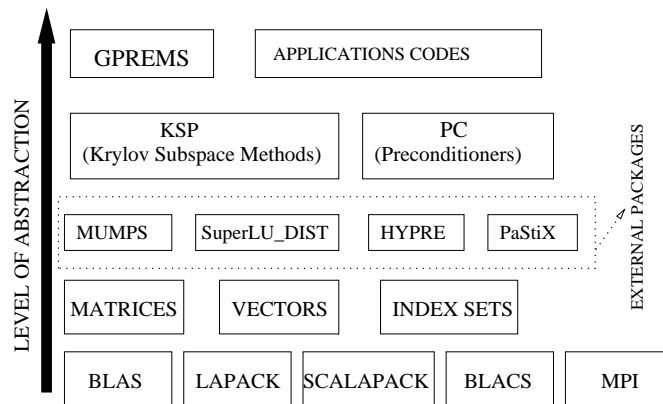 GPREMS
APPLICATIONS CODES
KSP
(Krylov Subspace Methods)
PC
(Preconditioners)
MUMPS
SuperLU_DIST
HYPRE
PaStiX
MATRICES
VECTORS
INDEX SETS
BLAS
LAPACK
SCALAPACK
BLACS
MPI
LEVEL OF ABSTRACTION
EXTERNAL PACKAGES